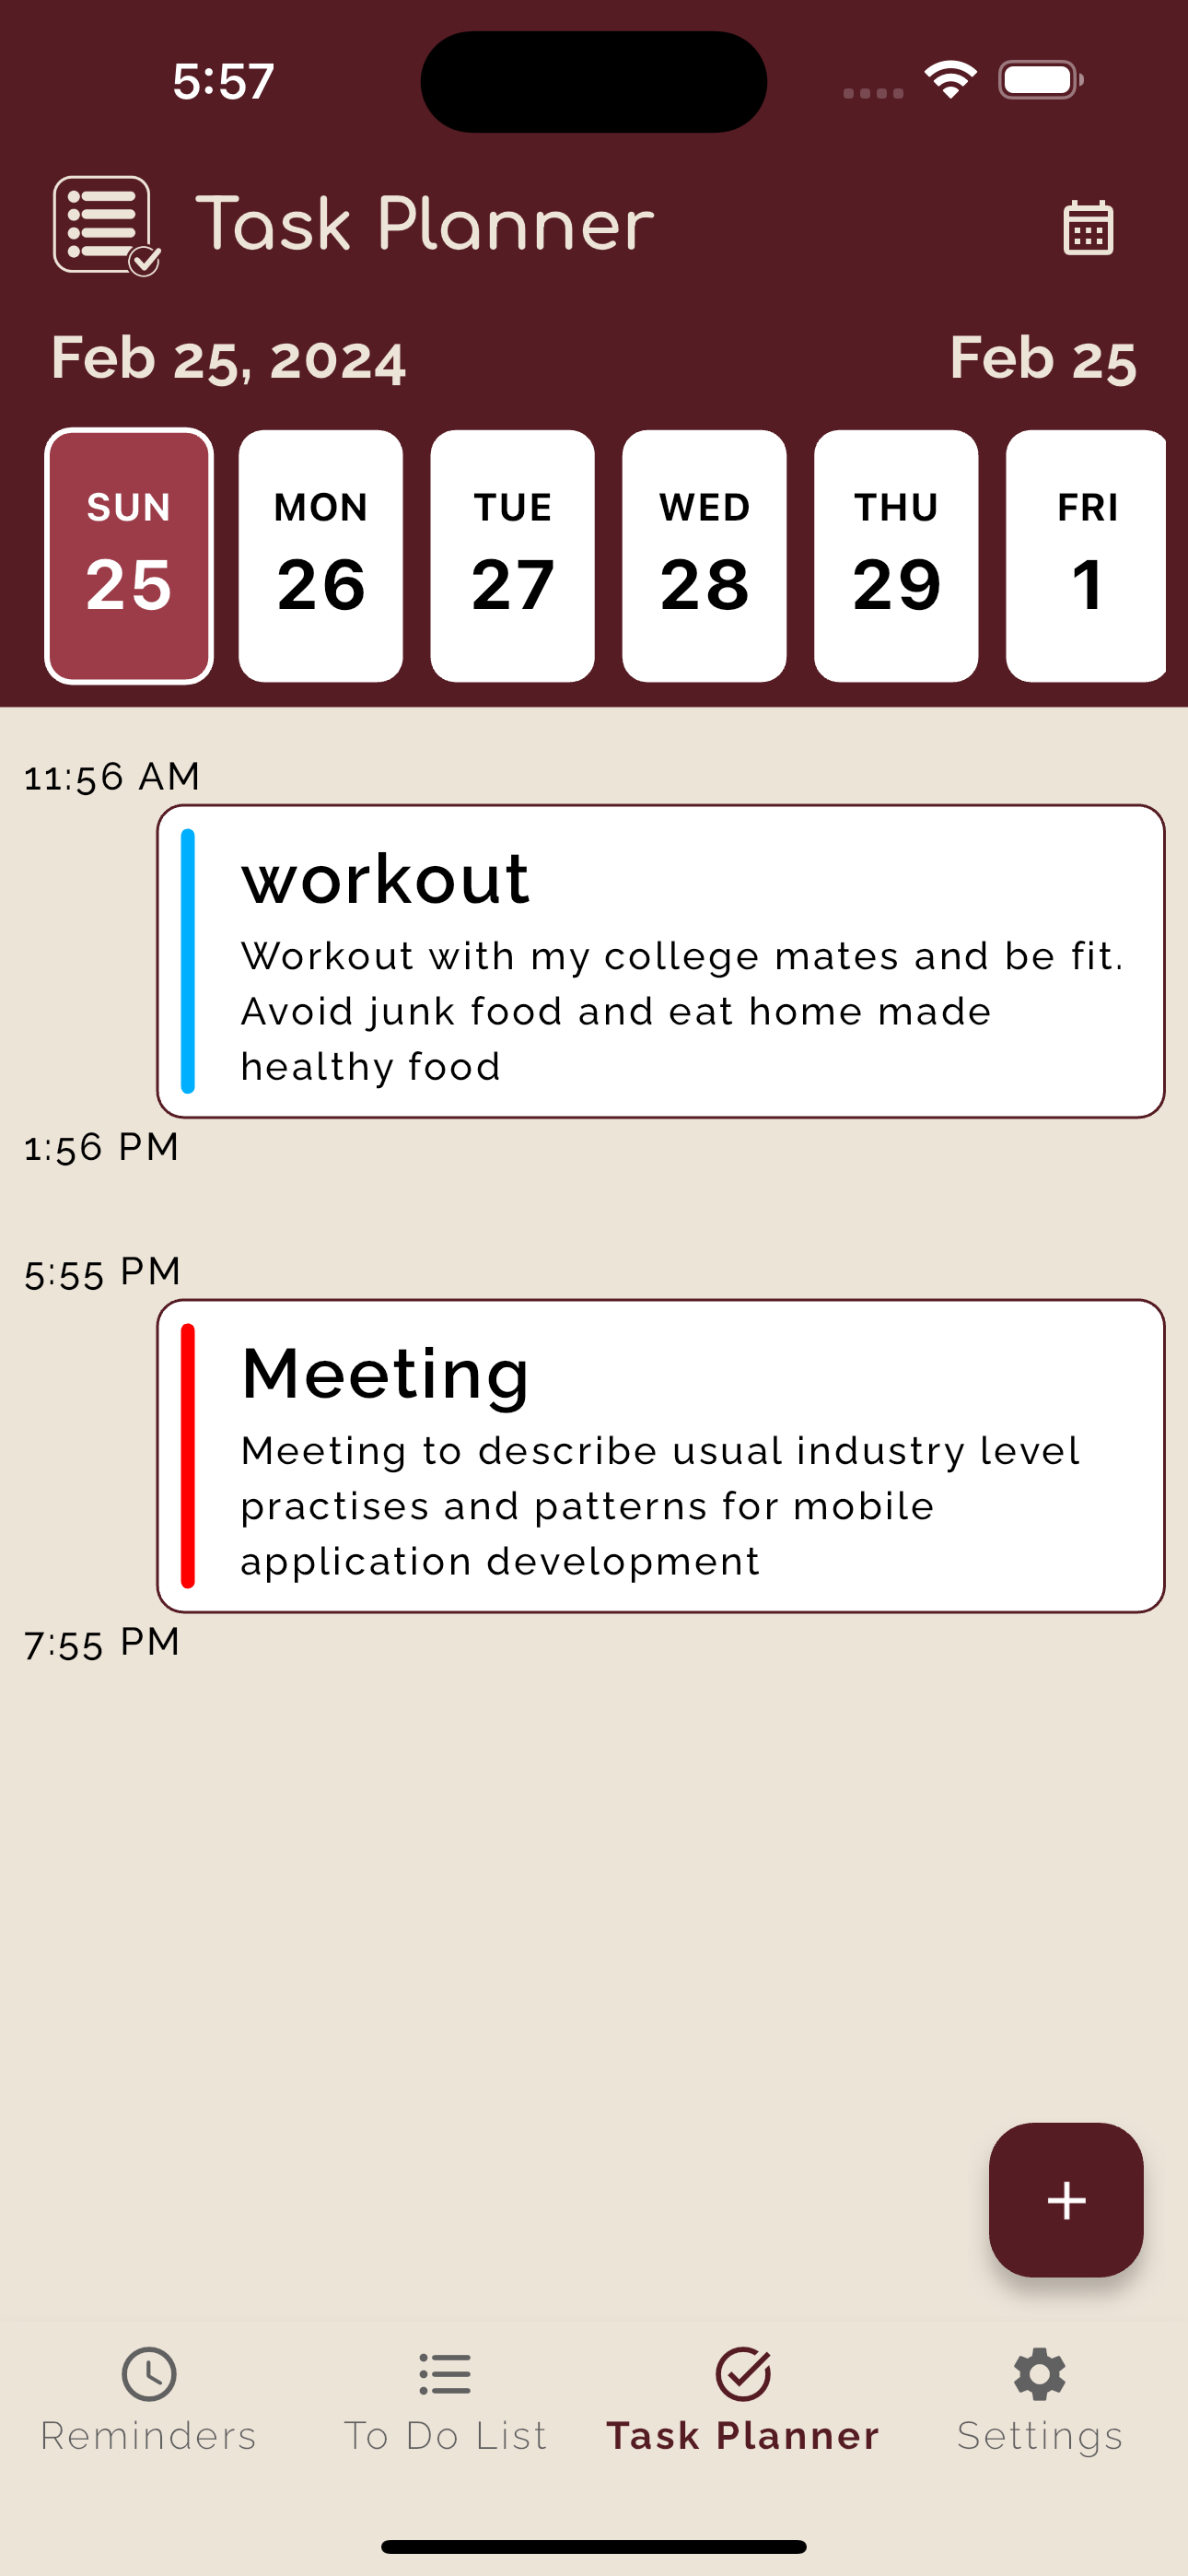 5:57
Task Planner
Feb 25, 2024 Feb 25
SUN MON TUE WED THU FRI
25 26 27 28 29 1
11:56 AM
workout
Workout with my college mates and be fit.
Avoid junk food and eat home made
healthy food
1:56 PM
5:55 PM
Meeting
Meeting to describe usual industry level
practises and patterns for mobile
application development
7:55 PM
+
Reminders To Do List Task Planner Settings